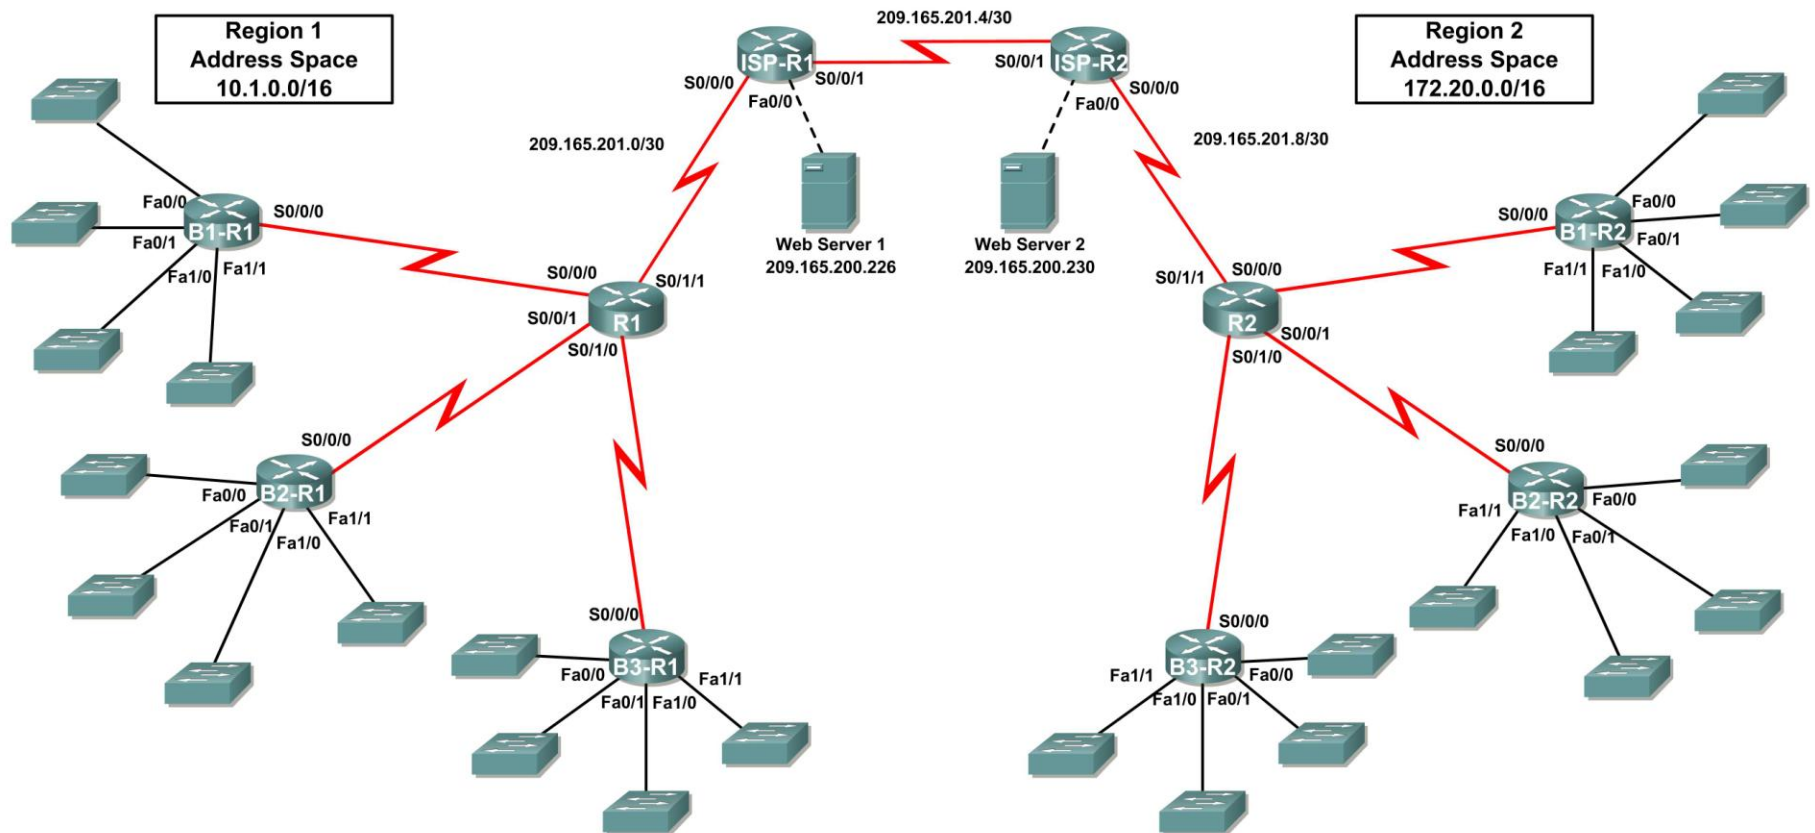 Region 1
Address Space
10.1.0.0/16
209.165.201.4/30
Region 2
Address Space
172.20.0.0/16
ISP-R1
S0/0/0
S0/0/1
Fa0/0
ISP-R2
S0/0/1
S0/0/0
Fa0/0
209.165.201.0/30
209.165.201.8/30
Web Server 1
209.165.200.226
Web Server 2
209.165.200.230
B1-R1
Fa0/0
S0/0/0
Fa0/1
Fa1/0
Fa1/1
R1
S0/0/0
S0/1/1
S0/0/1
S0/1/0
R2
S0/1/1
S0/0/0
S0/0/1
S0/1/0
B1-R2
S0/0/0
Fa0/0
Fa0/1
Fa1/1
Fa1/0
B2-R1
S0/0/0
Fa0/0
Fa0/1
Fa1/0
Fa1/1
B2-R2
S0/0/0
Fa0/0
Fa1/1
Fa1/0
Fa0/1
B3-R1
S0/0/0
Fa0/0
Fa0/1
Fa1/0
Fa1/1
B3-R2
S0/0/0
Fa1/1
Fa0/0
Fa1/0
Fa0/1